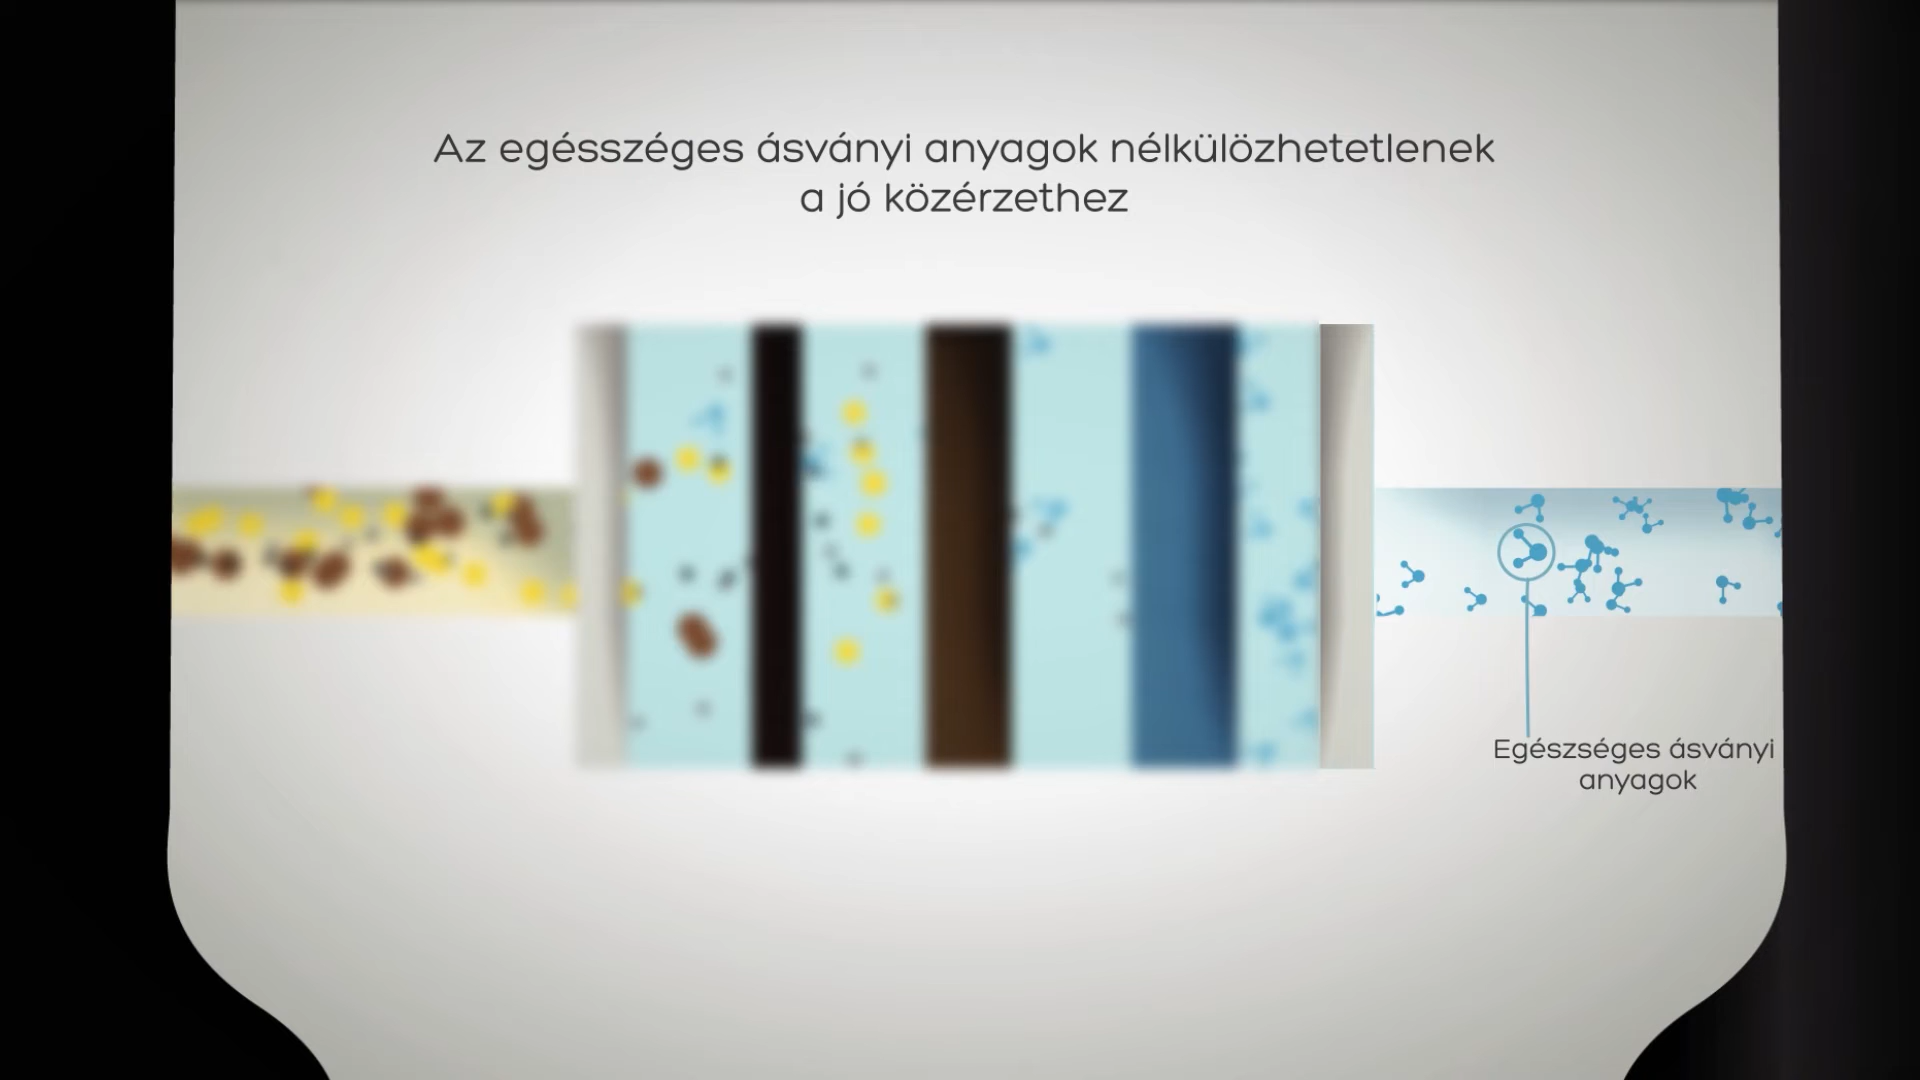 Az egésszéges ásványi anyagok nélkülözhetetlenek
a jó közérzethez
Egészséges ásványi
anyagok